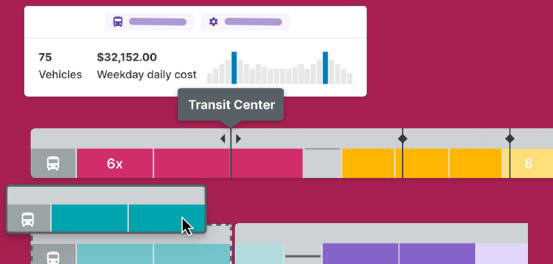 75
Vehicles
$32,152.00
Weekday daily cost
Transit Center
6x
8